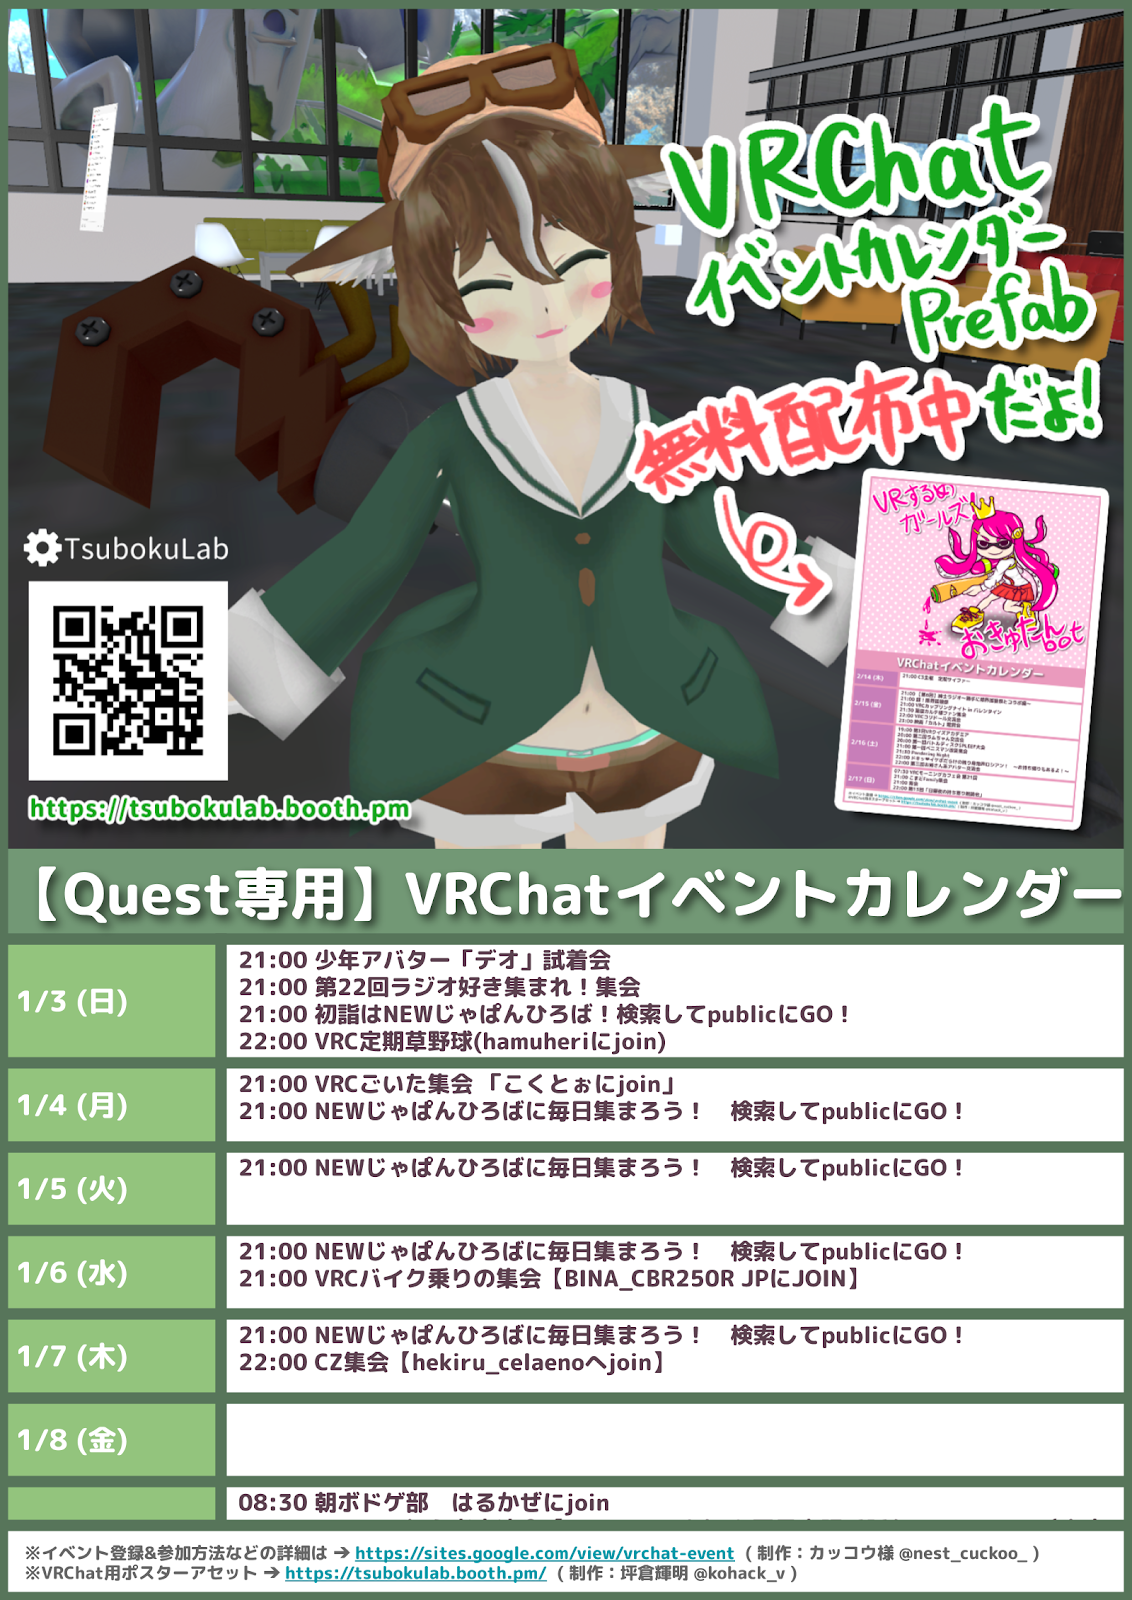 VRChat
イベントカレンダー
Prefab
無料配布中だよ!
VRするめ
ガールズ
おきゅたん
bot
VRChatイベントカレンダー
2/14 (木)
2/15 (金)
2/16 (土)
2/17 (日)
TsubokuLab
https://tsubokulab.booth.pm
【Quest専用】VRChatイベントカレンダー
1/3 (日)
21:00 少年アバター「デオ」試着会
21:00 第22回ラジオ好き集まれ！集会
21:00 初詣はNEWじゃぱんひろば！検索してpublicにGO！
22:00 VRC定期草野球(hamuheriにjoin)
1/4 (月)
21:00 VRCごいた集会 「こくとぉにjoin」
21:00 NEWじゃぱんひろばに毎日集まろう！　検索してpublicにGO！
1/5 (火)
21:00 NEWじゃぱんひろばに毎日集まろう！　検索してpublicにGO！
1/6 (水)
21:00 NEWじゃぱんひろばに毎日集まろう！　検索してpublicにGO！
21:00 VRCバイク乗りの集会【BINA_CBR250R JPにJOIN】
1/7 (木)
21:00 NEWじゃぱんひろばに毎日集まろう！　検索してpublicにGO！
22:00 CZ集会【hekiru_celaenoへjoin】
1/8 (金)
08:30 朝ボドゲ部　はるかぜにjoin
※イベント登録&参加方法などの詳細は ➔ https://sites.google.com/view/vrchat-event ( 制作：カッコウ様 @nest_cuckoo_ )
※VRChat用ポスターアセット ➔ https://tsubokulab.booth.pm/ ( 制作：坪倉輝明 @kohack_v )